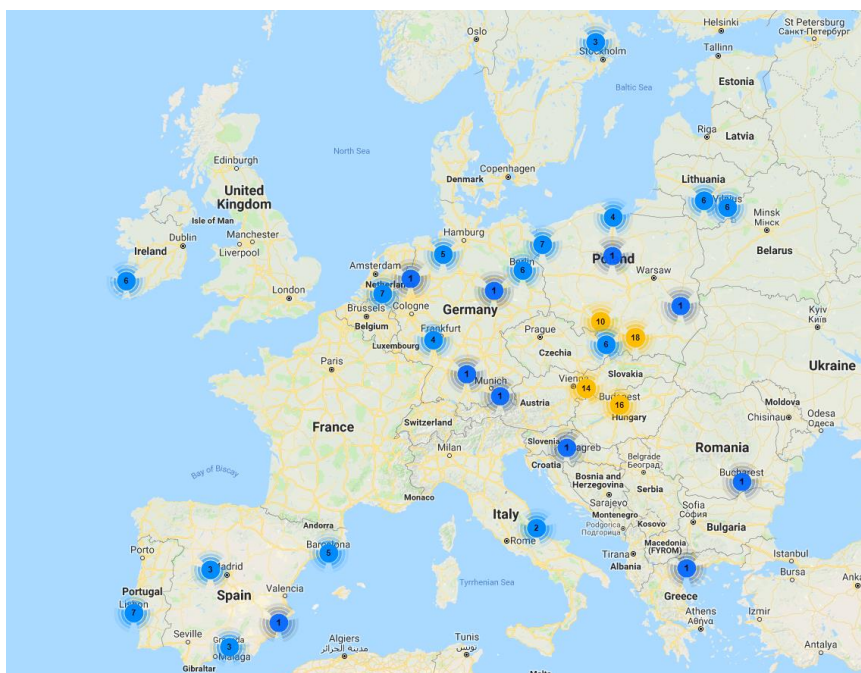 Helsinki
St Petersburg
Санкт-Петербург
Oslo
3
Stockholm
Tallinn
Estonia
Baltic Sea
Riga
Latvia
North Sea
Edinburgh
Copenhagen
Denmark
Lithuania
United
Kingdom
6
Vilnius
6
Minsk
Мінск
Isle of Man
4
Hamburg
Manchester
Dublin
Ireland
Liverpool
7
Belarus
5
1
Poland
Berlin
6
Warsaw
Amsterdam
1
6
Netherlands
7
1
London
Cologne
Germany
1
Brussels
Belgium
Kyiv
Київ
10
Frankfurt
4
Prague
18
6
Luxembourg
Czechia
Paris
Ukraine
Slovakia
1
Munich
Vienna
14
1
Austria
Budapest
16
Hungary
Moldova
Chisinau
Odesa
Одеса
France
Switzerland
Slovenia
1
Zagreb
Romania
Milan
Croatia
Belgrade
Београд
Bay of Biscay
Bosnia and
Herzegovina
Serbia
Bucharest
1
Monaco
Sarajevo
Sofia
София
Italy
Montenegro
Kosovo
Bulgaria
Podgorica
Подгорица
Andorra
2
Rome
Porto
Barcelona
5
Macedonia
(FYROM)
Tirana
Albania
Istanbul
3
Madrid
1
Bursa
Ank
Tyrrhenian Sea
Portugal
Spain
Valencia
Greece
Lisbon
7
1
Athens
Αθήνα
Izmir
Seville
Granada
3
Malaga
Algiers
مدينة الجزائر
Tunis
تونس
Antalya
Gibraltar
Malta